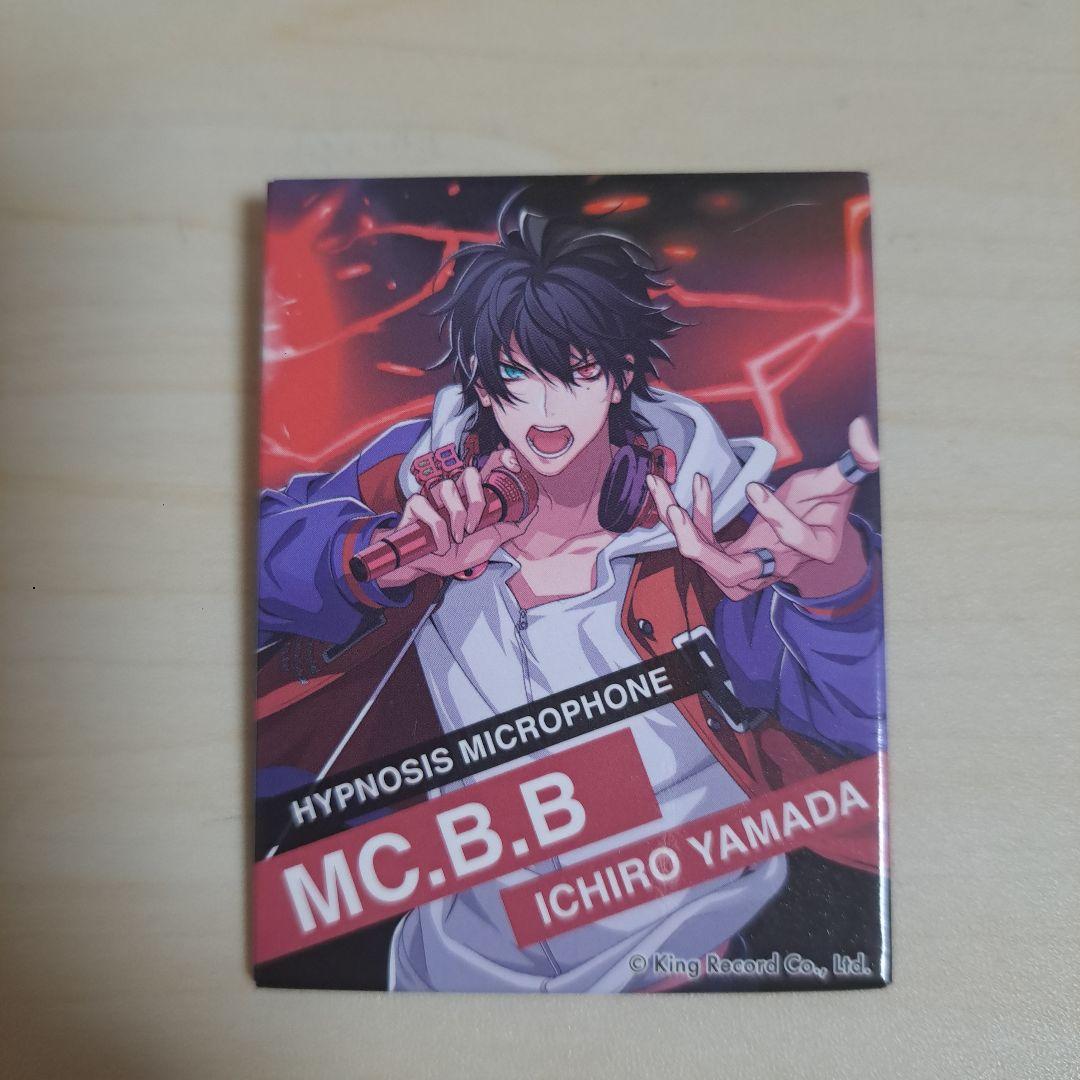 HYPNOSIS MICROPHONE
MC.B.B
ICHIRO YAMADA
© King Record Co., Ltd.